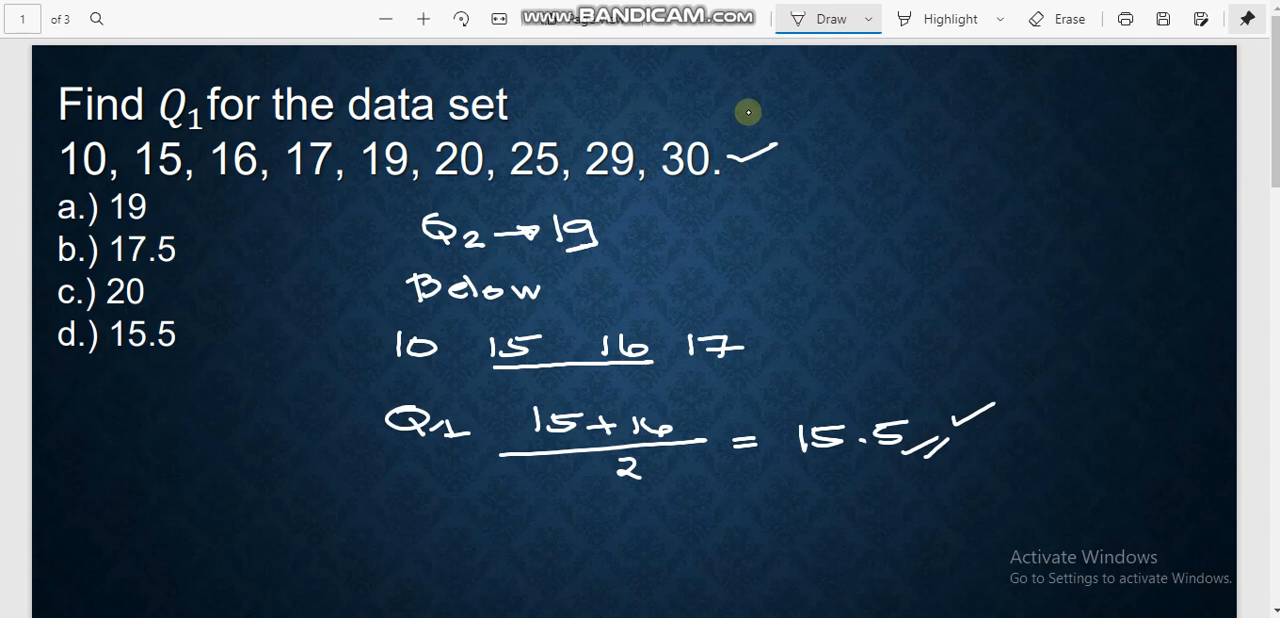 1 of 3 www.BANDICAM.com Draw Highlight Erase
Find Q₁ for the data set
10, 15, 16, 17, 19, 20, 25, 29, 30.
a.) 19
b.) 17.5
c.) 20
d.) 15.5
Q₂ → 19
Below
10 15 16 17
Q₁ 15+16
2
= 15.5
Activate Windows
Go to Settings to activate Windows.